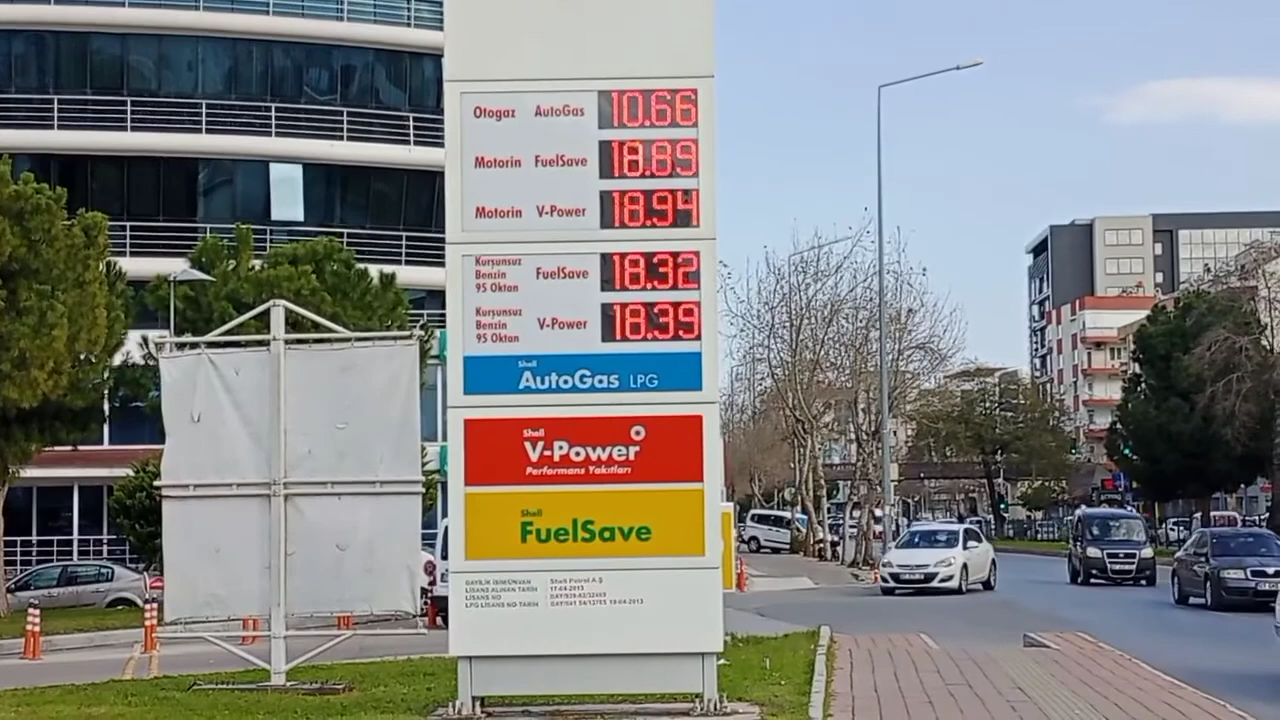 Otogaz AutoGas 10.66
Motorin FuelSave 18.89
Motorin V-Power 18.94
Kurşunsuz
Benzin FuelSave 18.32
95 Oktan
Kurşunsuz
Benzin V-Power 18.39
95 Oktan
Shell
AutoGas LPG
Shell
V-Power
Performans Yakıtları
Shell
FuelSave
BAYİLİK İSİM/ÜNVAN Shell Petrol A.Ş
LİSANS ALINAN TARİH 17-04-2013
LİSANS NO
LPG LİSANS NO TARİH